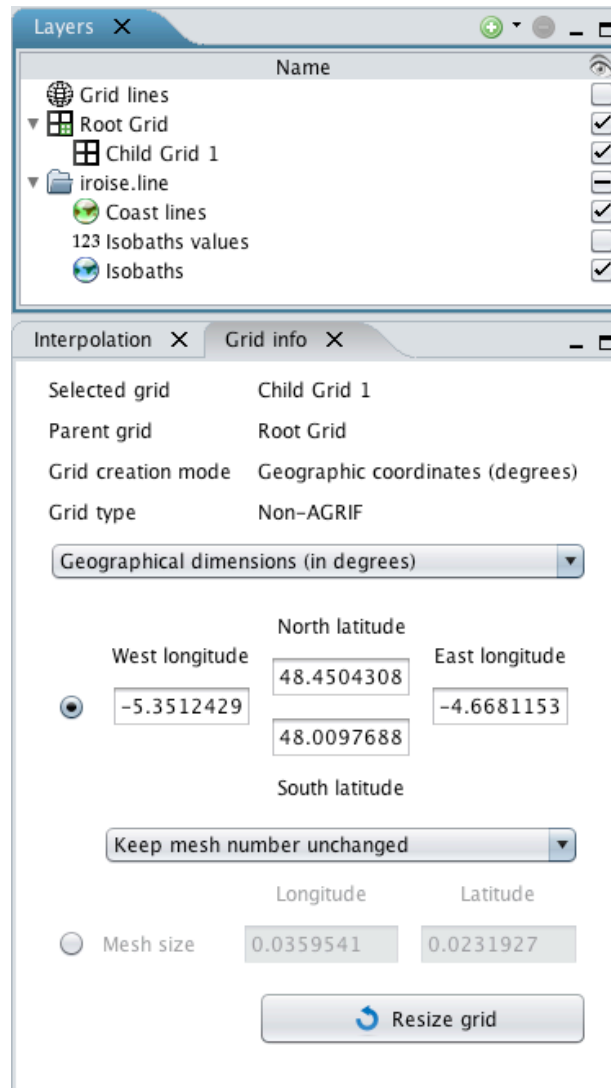 Layers
Name
Grid lines
Root Grid
Child Grid 1
iroise.line
Coast lines
123 Isobaths values
Isobaths
Interpolation Grid info
Selected grid Child Grid 1
Parent grid Root Grid
Grid creation mode Geographic coordinates (degrees)
Grid type Non-AGRIF
Geographical dimensions (in degrees)
North latitude
West longitude East longitude
48.4504308
-5.3512429 -4.6681153
48.0097688
South latitude
Keep mesh number unchanged
Longitude Latitude
Mesh size 0.0359541 0.0231927
Resize grid